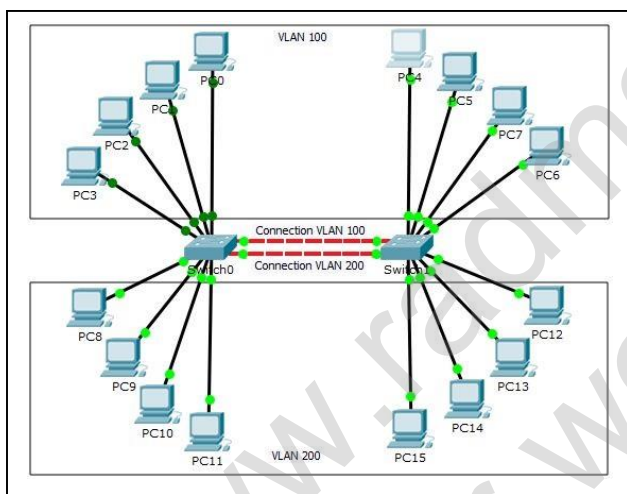 VLAN 100
PC0
PC4
PC5
PC2
PC7
PC3
PC6
Connection VLAN 100
Switch0
Connection VLAN 200
Switch1
PC8
PC12
PC9
PC13
PC10
PC14
PC11
PC15
VLAN 200